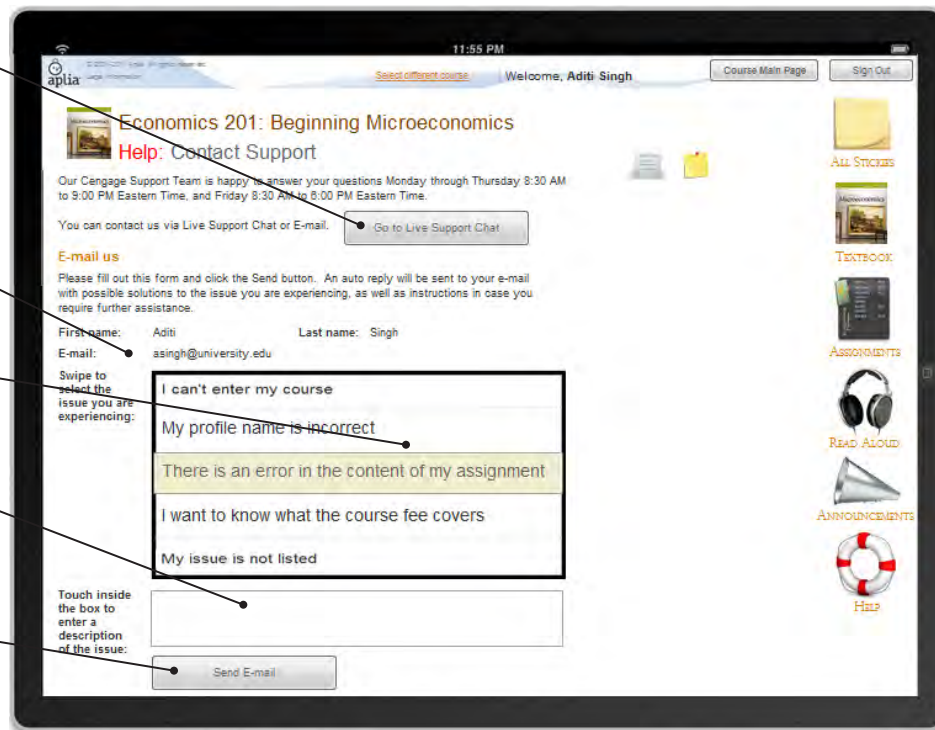 11:55 PM
aplia
Select different course
Welcome, Aditi Singh
Course Main Page
Sign Out
Economics 201: Beginning Microeconomics
Help: Contact Support
Our Cengage Support Team is happy to answer your questions Monday through Thursday 8:30 AM
to 9:00 PM Eastern Time, and Friday 8:30 AM to 6:00 PM Eastern Time.
You can contact us via Live Support Chat or E-mail.
Go to Live Support Chat
E-mail us
Please fill out this form and click the Send button. An auto reply will be sent to your e-mail
with possible solutions to the issue you are experiencing, as well as instructions in case you
require further assistance.
First name: Aditi Last name: Singh
E-mail: asingh@university.edu
Swipe to
select the
issue you are
experiencing:
I can't enter my course
My profile name is incorrect
There is an error in the content of my assignment
I want to know what the course fee covers
My issue is not listed
Touch inside
the box to
enter a
description
of the issue:
Send E-mail
All Stickies
Microeconomics
Textbook
Assignments
Read Aloud
Announcements
Help